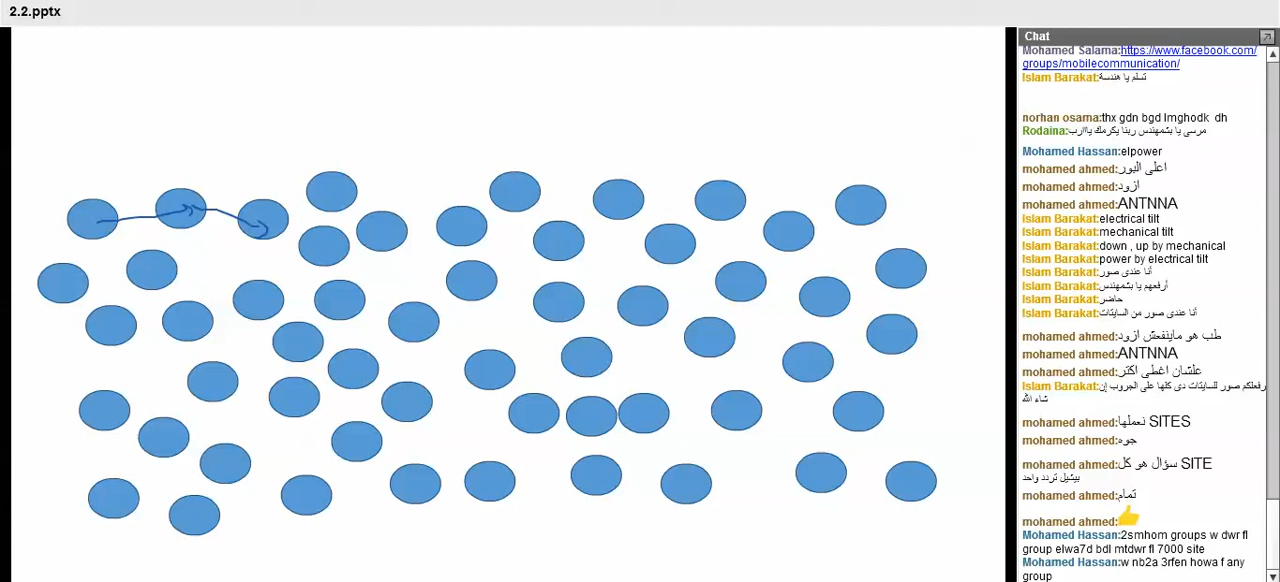 2.2.pptx
Chat
Mohamed Salama:https://www.facebook.com/
groups/mobilecommunication/
Islam Barakat:تسلم يا هندسة
norhan osama:thx gdn bgd lmghodk dh
Rodaina:مرسى يا بشمهندس ربنا يكرمك يااارب
Mohamed Hassan:elpower
mohamed ahmed:اعلى البور
mohamed ahmed:ازود
mohamed ahmed:ANTNNA
Islam Barakat:electrical tilt
Islam Barakat:mechanical tilt
Islam Barakat:down , up by mechanical
Islam Barakat:power by electrical tilt
Islam Barakat:أنا عندى صور
Islam Barakat:أرفعهم يا بشمهندس
Islam Barakat:حاضر
Islam Barakat:أنا عندى صور من السايتات
mohamed ahmed:طب هو ماينفعش ازود
mohamed ahmed:ANTNNA
mohamed ahmed:علشان اغطى اكتر
Islam Barakat:رفعلكم صور للسايتات دى كلها على الجروب إن
شاء الله
mohamed ahmed:نعملها SITES
mohamed ahmed:جوه
mohamed ahmed:سؤال هو كل SITE
بيشيل تردد واحد
mohamed ahmed:تمام
mohamed ahmed:👍
Mohamed Hassan:2smhom groups w dwr fl
group elwa7d bdl mtdwr fl 7000 site
Mohamed Hassan:w nb2a 3rfen howa f any
group